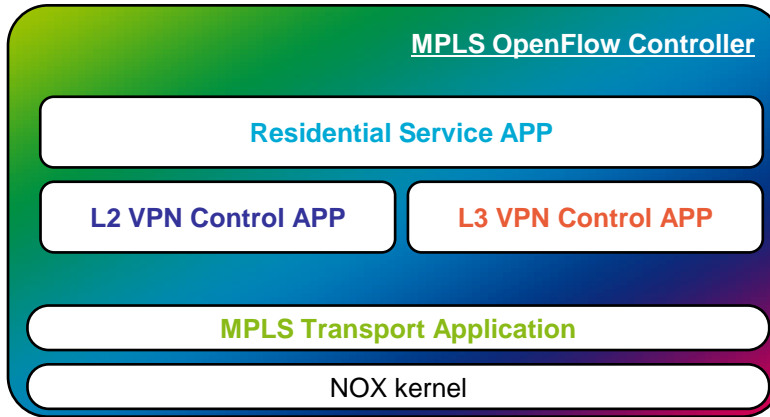 MPLS OpenFlow Controller
Residential Service APP
L2 VPN Control APP
L3 VPN Control APP
MPLS Transport Application
NOX kernel